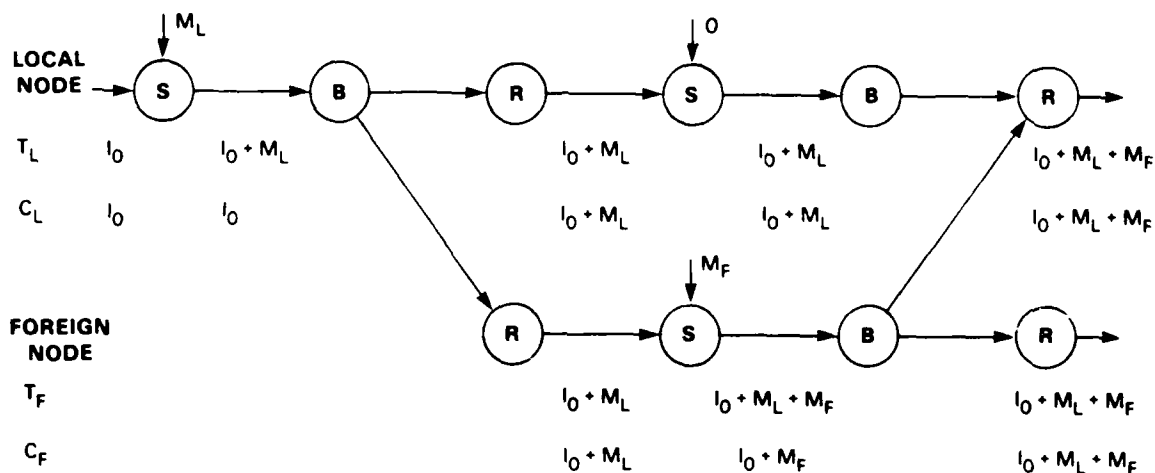 M_L
0
LOCAL NODE
S B R S B R
T_L I_0 I_0 + M_L I_0 + M_L I_0 + M_L I_0 + M_L + M_F
C_L I_0 I_0 I_0 + M_L I_0 + M_L I_0 + M_L + M_F
M_F
R S B R
FOREIGN NODE
T_F I_0 + M_L I_0 + M_L + M_F I_0 + M_L + M_F
C_F I_0 + M_L I_0 + M_F I_0 + M_L + M_F